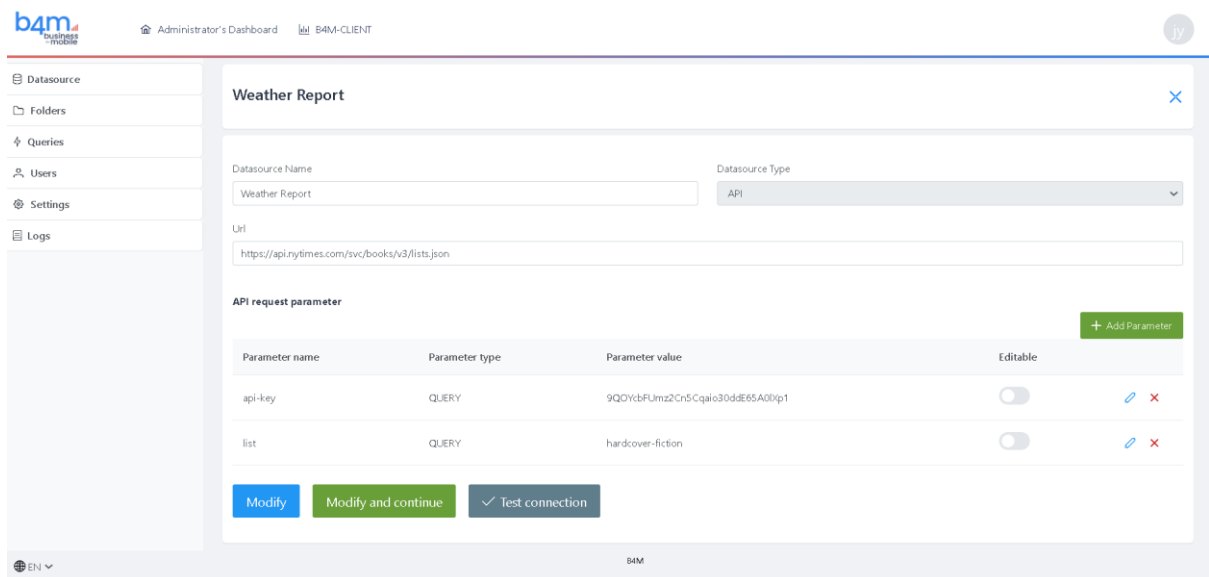 b4m
business
-mobile
Administrator's Dashboard
B4M-CLIENT
jy
Datasource
Folders
Queries
Users
Settings
Logs
Weather Report
Datasource Name
Datasource Type
Weather Report
API
Url
https://api.nytimes.com/svc/books/v3/lists.json
API request parameter
Add Parameter
Parameter name Parameter type Parameter value Editable
api-key QUERY 9QOYcbFUmz2Cn5Cqaio30ddE65A0lXp1
list QUERY hardcover-fiction
Modify
Modify and continue
Test connection
EN
B4M